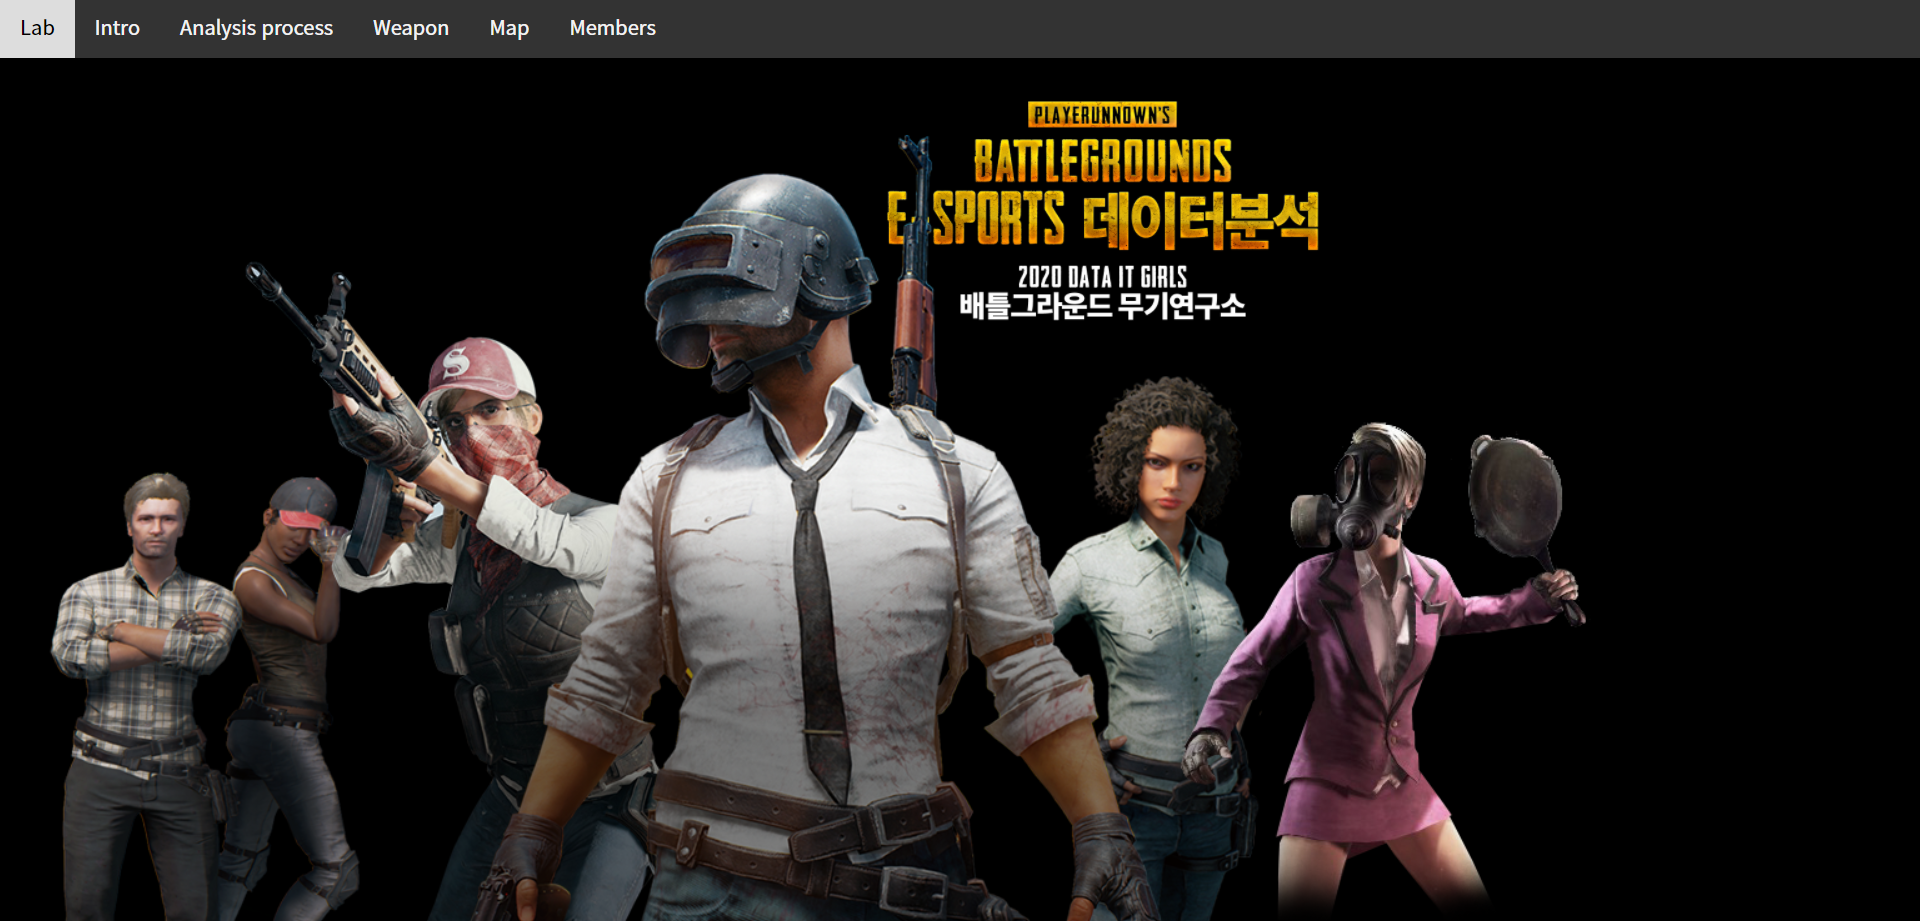 Lab Intro Analysis process Weapon Map Members
PLAYERUNNOWN'S
BATTLEGROUNDS
E-SPORTS 데이터분석
2020 DATA IT GIRLS
배틀그라운드 무기연구소
S